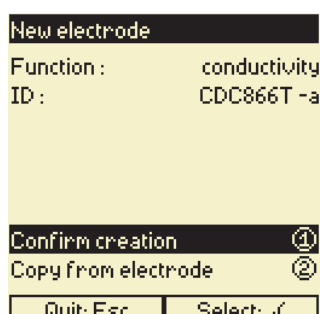 New electrode
Function : conductivity
ID : CDC866T -a
Confirm creation ①
Copy from electrode ②
Quit: Esc Select: √